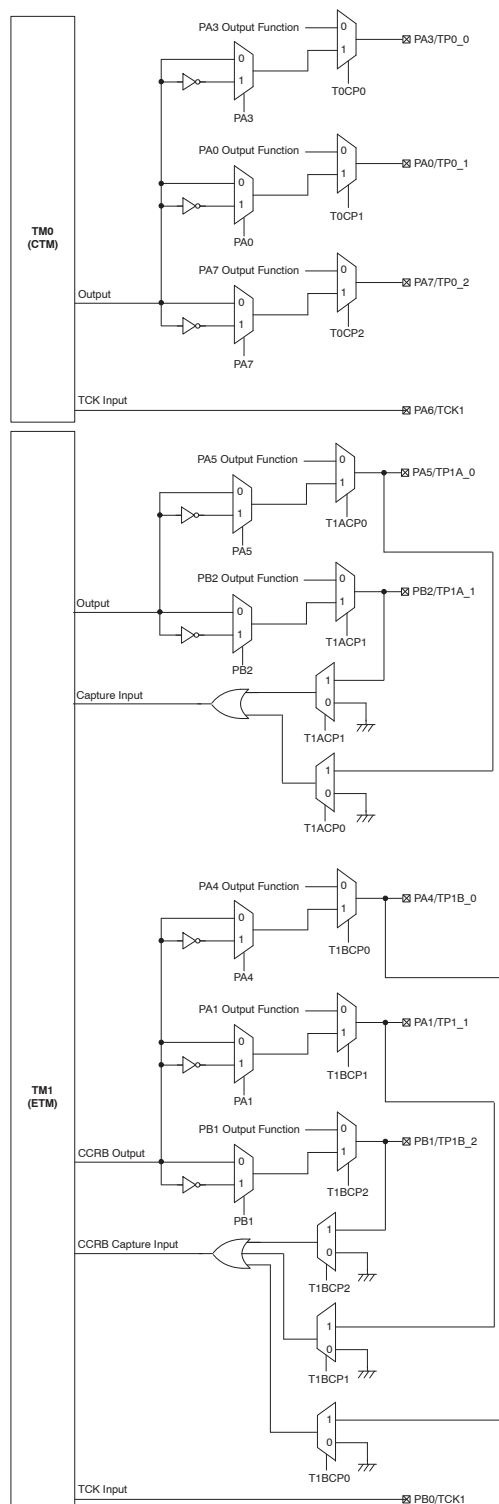 PA3 Output Function
0
1
PA3/TP0_0
0
1
T0CP0
PA3
PA0 Output Function
0
1
PA0/TP0_1
0
1
T0CP1
PA0
TM0
(CTM)
PA7 Output Function
0
1
PA7/TP0_2
Output
0
1
T0CP2
PA7
TCK Input
PA6/TCK1
PA5 Output Function
0
1
PA5/TP1A_0
0
1
T1ACP0
PA5
PB2 Output Function
0
1
PB2/TP1A_1
Output
0
1
T1ACP1
PB2
Capture Input
1
0
T1ACP1
1
0
T1ACP0
PA4 Output Function
0
1
PA4/TP1B_0
0
1
T1BCP0
PA4
PA1 Output Function
0
1
PA1/TP1_1
0
1
T1BCP1
PA1
TM1
(ETM)
PB1 Output Function
0
1
PB1/TP1B_2
CCRB Output
0
1
T1BCP2
PB1
CCRB Capture Input
1
0
T1BCP2
1
0
T1BCP1
1
0
T1BCP0
TCK Input
PB0/TCK1